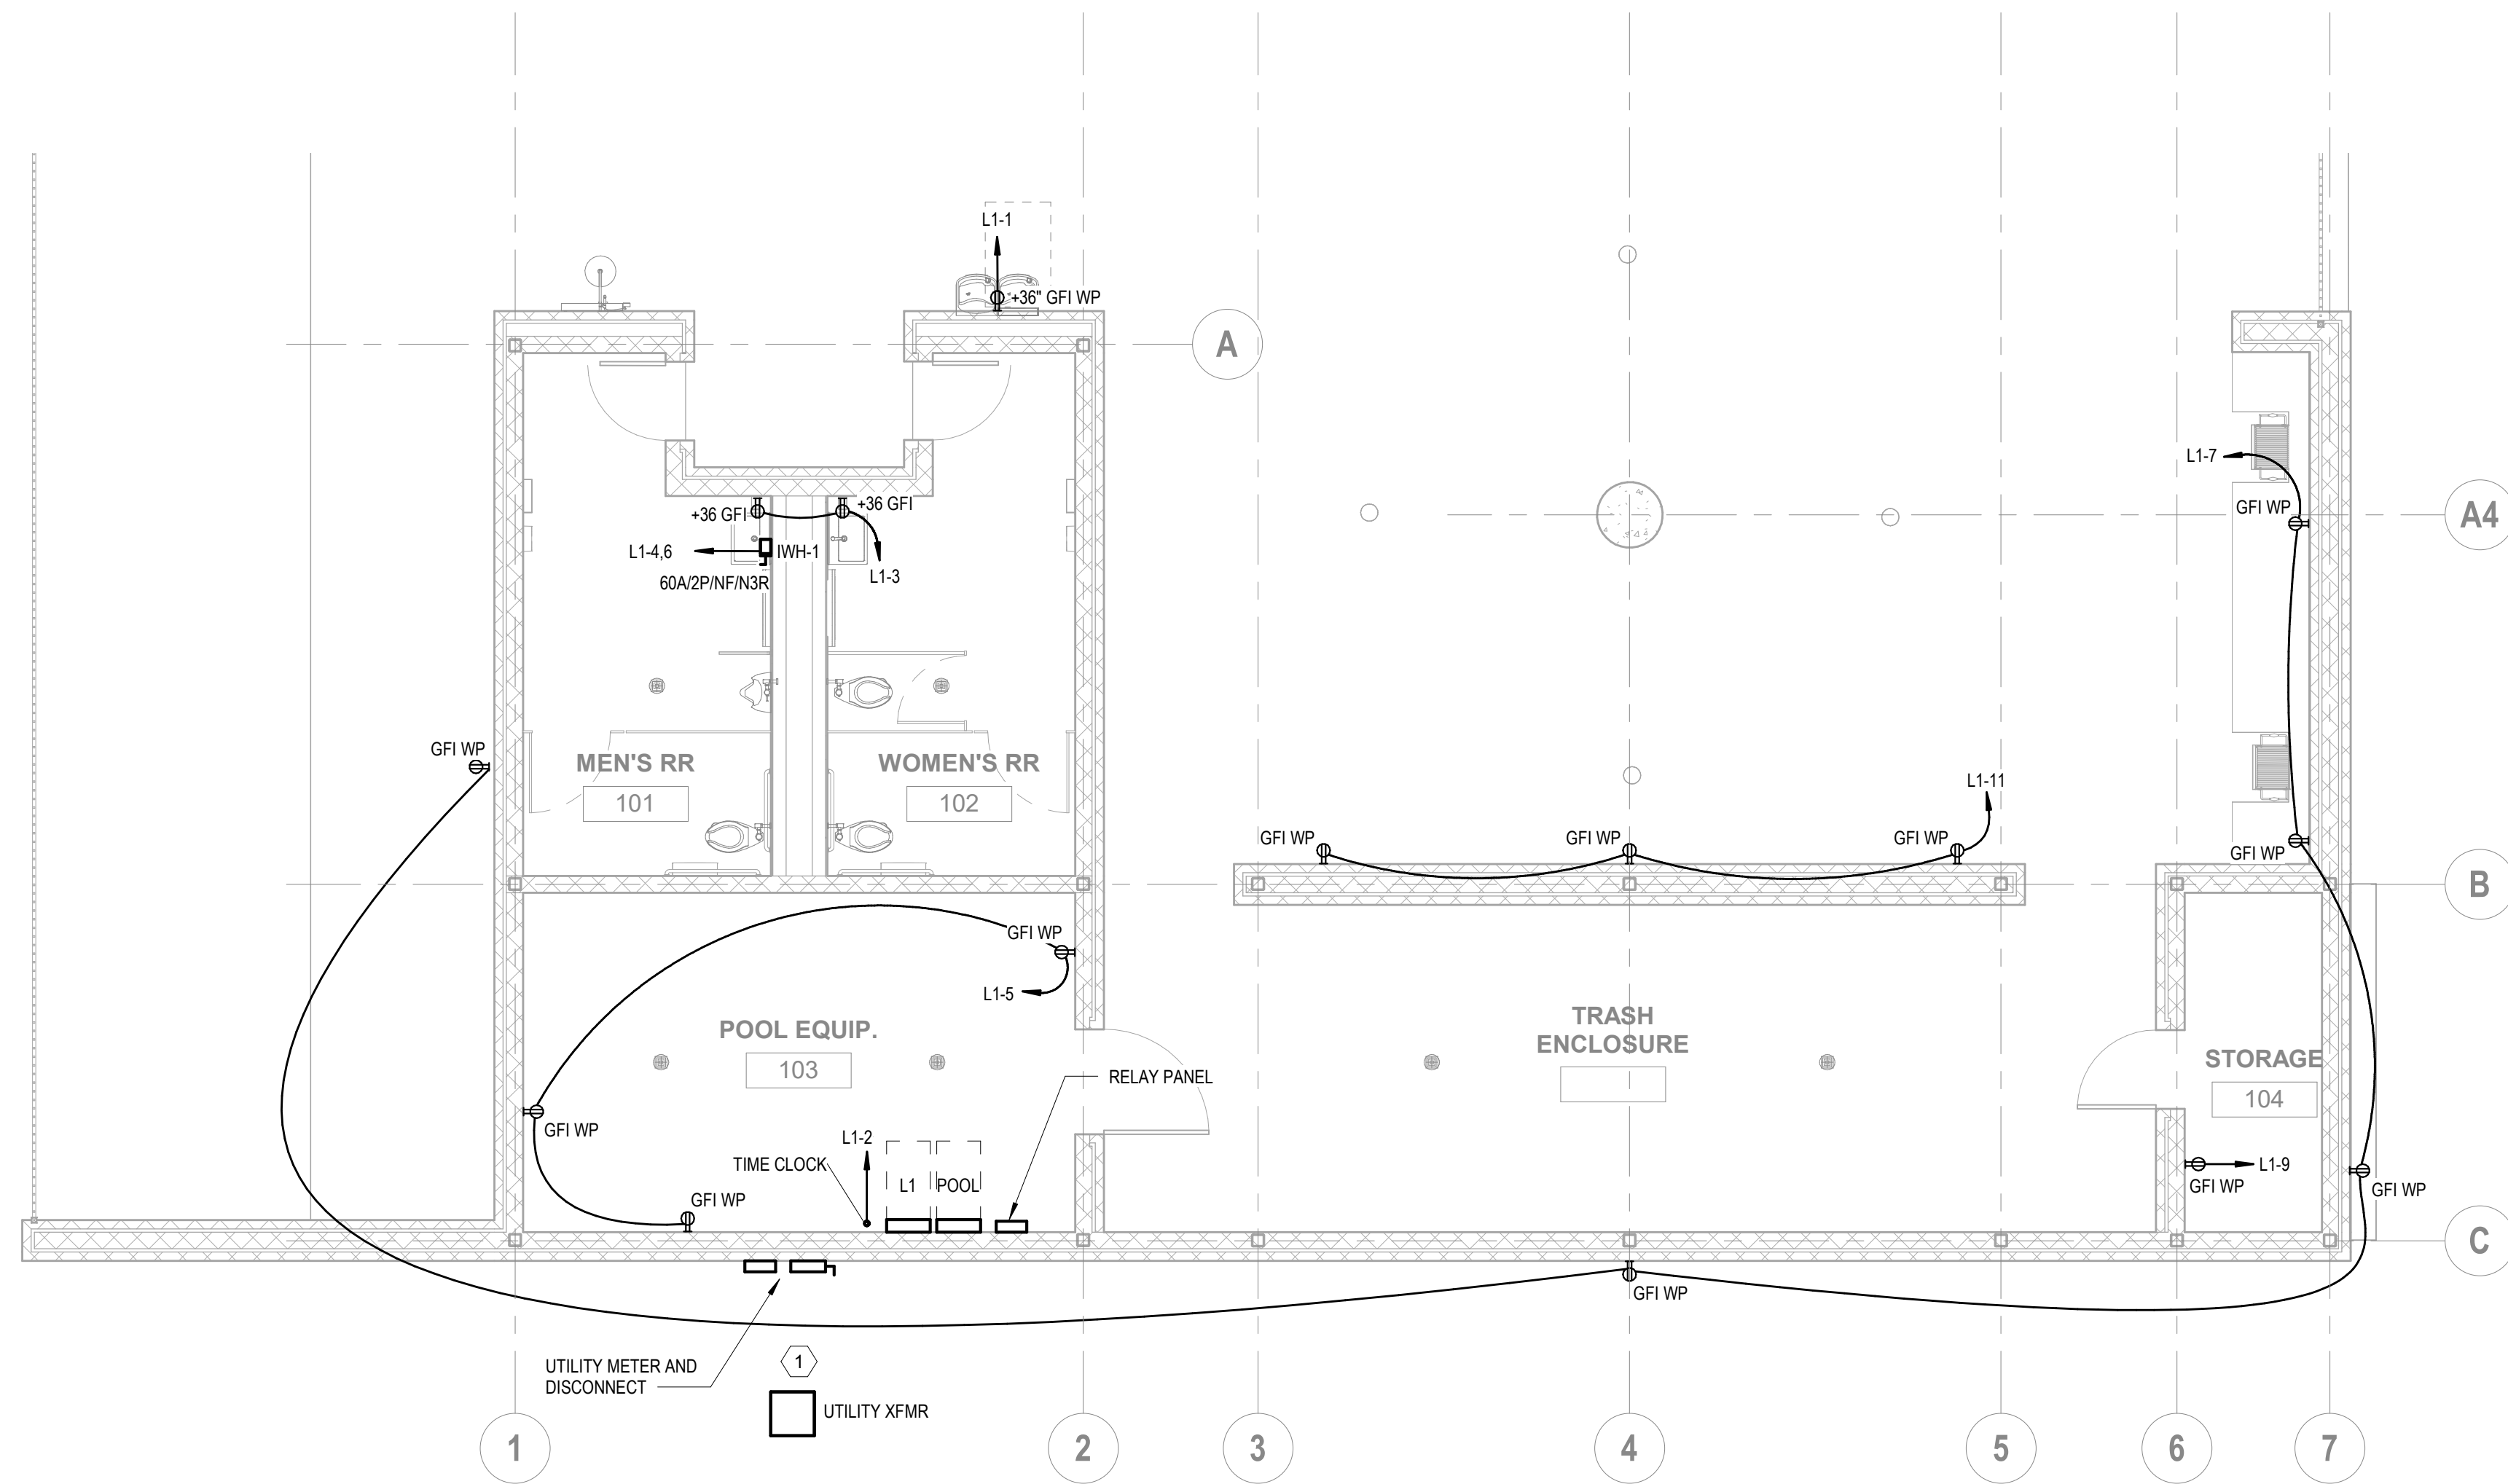 L1-1
+36" GFI WP
A
L1-7
GFI WP
A4
+36 GFI
+36 GFI
L1-4,6
IWH-1
L1-3
60A/2P/NF/N3R
GFI WP
MEN'S RR
101
WOMEN'S RR
102
L1-11
GFI WP
GFI WP
GFI WP
GFI WP
B
GFI WP
L1-5
POOL EQUIP.
103
TRASH
ENCLOSURE
STORAGE
104
RELAY PANEL
GFI WP
L1-2
TIME CLOCK
L1
POOL
GFI WP
L1-9
GFI WP
GFI WP
C
GFI WP
UTILITY METER AND
DISCONNECT
1
UTILITY XFMR
1
2
3
4
5
6
7